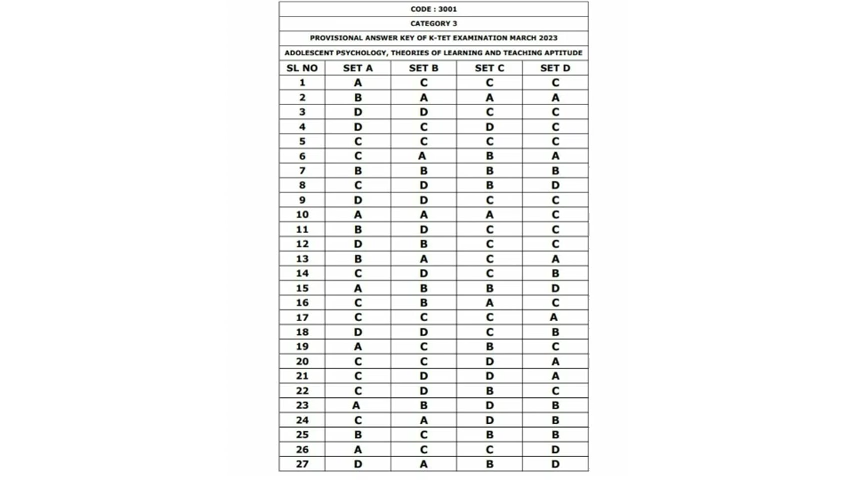 CODE : 3001
CATEGORY 3
PROVISIONAL ANSWER KEY OF K-TET EXAMINATION MARCH 2023
ADOLESCENT PSYCHOLOGY, THEORIES OF LEARNING AND TEACHING APTITUDE
SL NO SET A SET B SET C SET D
1 A C C C
2 B A A A
3 D D C C
4 D C D C
5 C C C C
6 C A B A
7 B B B B
8 C D B D
9 D D C C
10 A A A C
11 B D C C
12 D B C C
13 B A C A
14 C D C B
15 A B B D
16 C B A C
17 C C C A
18 D D C B
19 A C B C
20 C C D A
21 C D D A
22 C D B C
23 A B D B
24 C A D B
25 B C B B
26 A C C D
27 D A B D